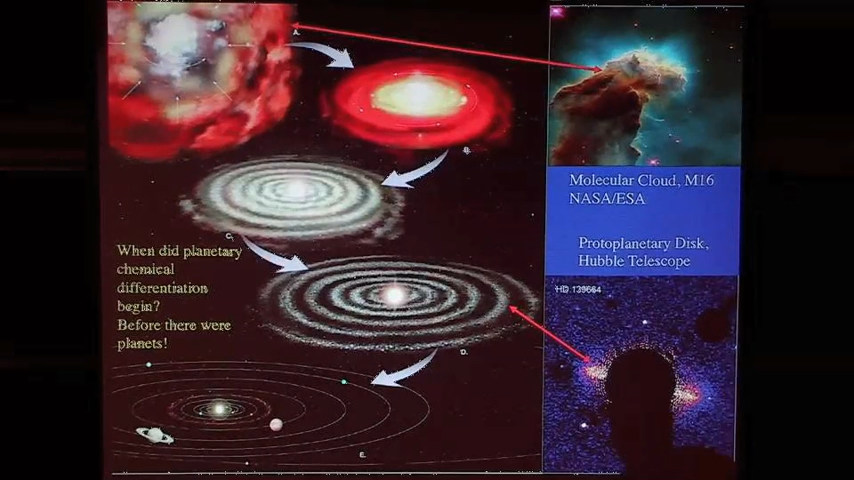 A.
B.
C.
When did planetary
chemical
differentiation
begin?
Before there were
planets!
D.
E.
Molecular Cloud, M16
NASA/ESA
Protoplanetary Disk,
Hubble Telescope
HD 139664